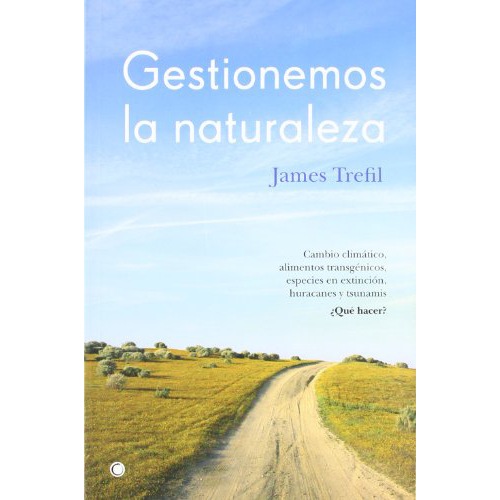 Gestionemos
la naturaleza
James Trefil
Cambio climático,
alimentos transgénicos,
especies en extinción,
huracanes y tsunamis
¿Qué hacer?